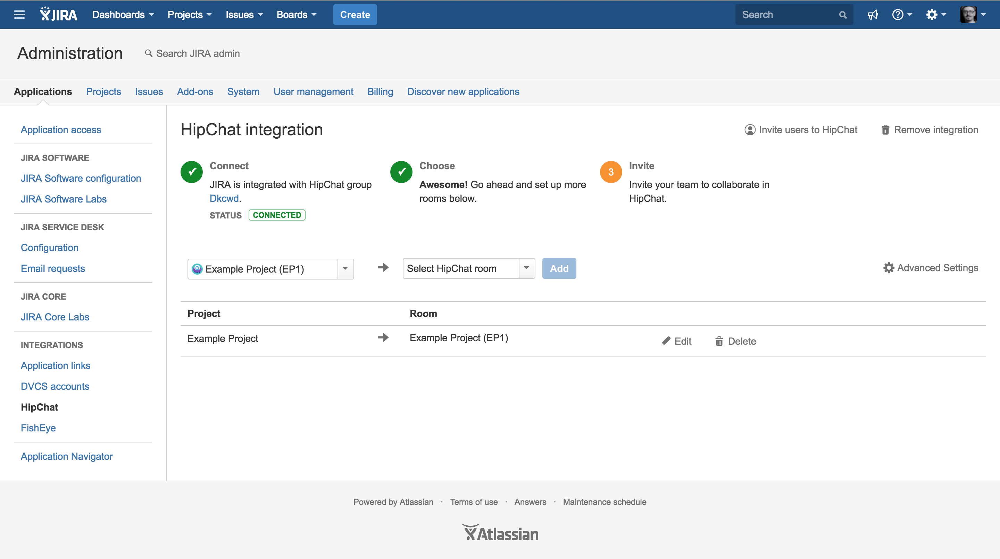 JIRA Dashboards Projects Issues Boards Create Search
Administration Search JIRA admin
Applications Projects Issues Add-ons System User management Billing Discover new applications
Application access
JIRA SOFTWARE
JIRA Software configuration
JIRA Software Labs
JIRA SERVICE DESK
Configuration
Email requests
JIRA CORE
JIRA Core Labs
INTEGRATIONS
Application links
DVCS accounts
HipChat
FishEye
Application Navigator
HipChat integration
Invite users to HipChat Remove integration
Connect
JIRA is integrated with HipChat group
Dkcwd.
STATUS CONNECTED
Choose
Awesome! Go ahead and set up more
rooms below.
3 Invite
Invite your team to collaborate in
HipChat.
Example Project (EP1) Select HipChat room Add Advanced Settings
Project Room
Example Project Example Project (EP1) Edit Delete
Powered by Atlassian · Terms of use · Answers · Maintenance schedule
Atlassian